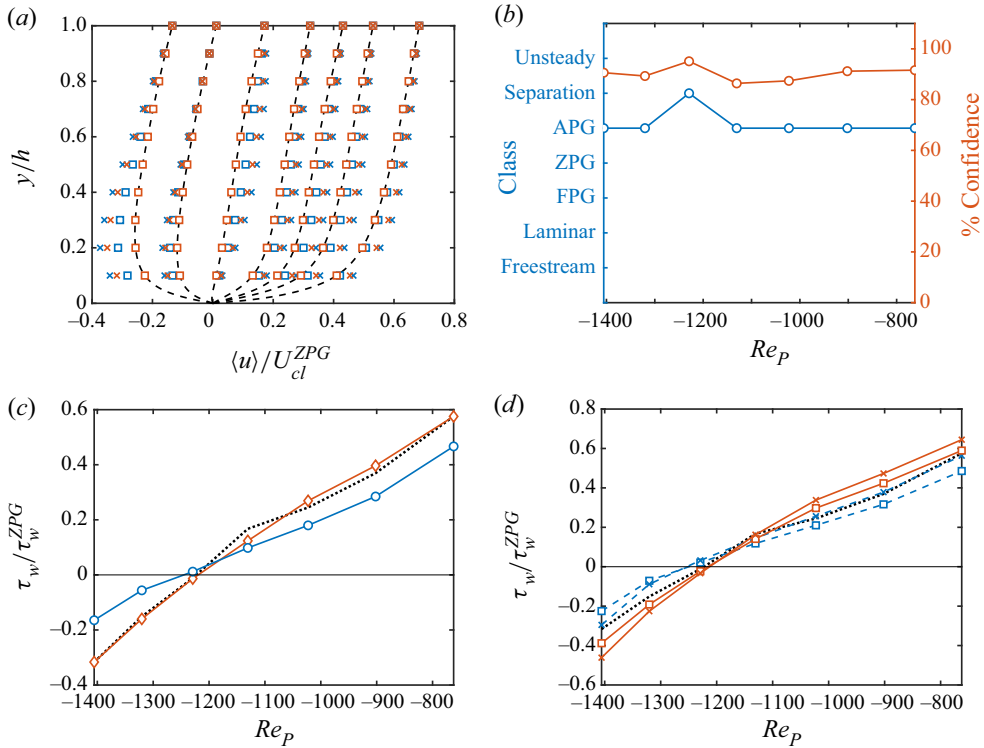 (a)
1.0
0.8
0.6
0.4
0.2
0
y/h
−0.4
−0.2
0
0.2
0.4
0.6
0.8
⟨u⟩/U_{cl}^{ZPG}
(b)
Unsteady
Separation
APG
ZPG
FPG
Laminar
Freestream
Class
100
80
60
40
20
0
% Confidence
−1400
−1200
−1000
−800
Re_P
(c)
0.6
0.4
0.2
0
−0.2
−0.4
τ_w/τ_w^{ZPG}
−1400
−1300
−1200
−1100
−1000
−900
−800
Re_P
(d)
0.8
0.6
0.4
0.2
0
−0.2
−0.4
−0.6
τ_w/τ_w^{ZPG}
−1400
−1300
−1200
−1100
−1000
−900
−800
Re_P